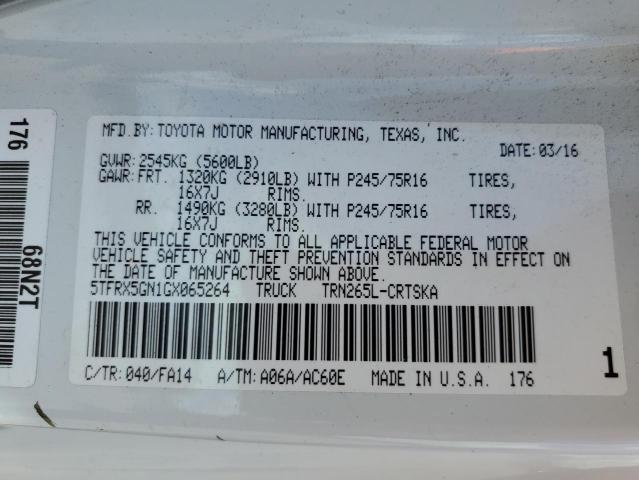 176
68N2T
MFD.BY:TOYOTA MOTOR MANUFACTURING, TEXAS, INC.
DATE:03/16
GVWR:2545KG (5600LB)
GAWR:FRT. 1320KG (2910LB) WITH P245/75R16 TIRES,
16X7J RIMS.
RR. 1490KG (3280LB) WITH P245/75R16 TIRES,
16X7J RIMS.
THIS VEHICLE CONFORMS TO ALL APPLICABLE FEDERAL MOTOR
VEHICLE SAFETY AND THEFT PREVENTION STANDARDS IN EFFECT ON
THE DATE OF MANUFACTURE SHOWN ABOVE.
5TFRX5GN1GX065264 TRUCK TRN265L-CRTSKA
C/TR:040/FA14 A/TM:A06A/AC60E MADE IN U.S.A. 176
1